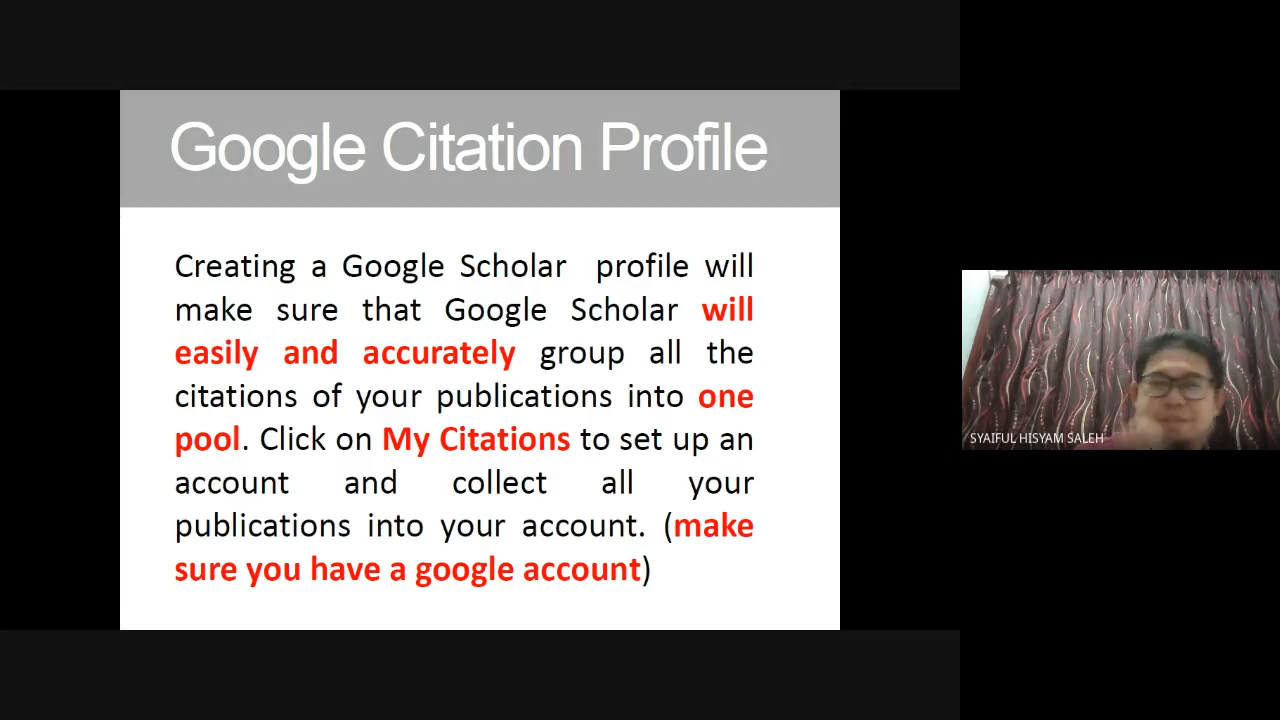 Google Citation Profile
Creating a Google Scholar profile will
make sure that Google Scholar will
easily and accurately group all the
citations of your publications into one
pool. Click on My Citations to set up an
account and collect all your
publications into your account. (make
sure you have a google account)
SYAIFUL HISYAM SALEH